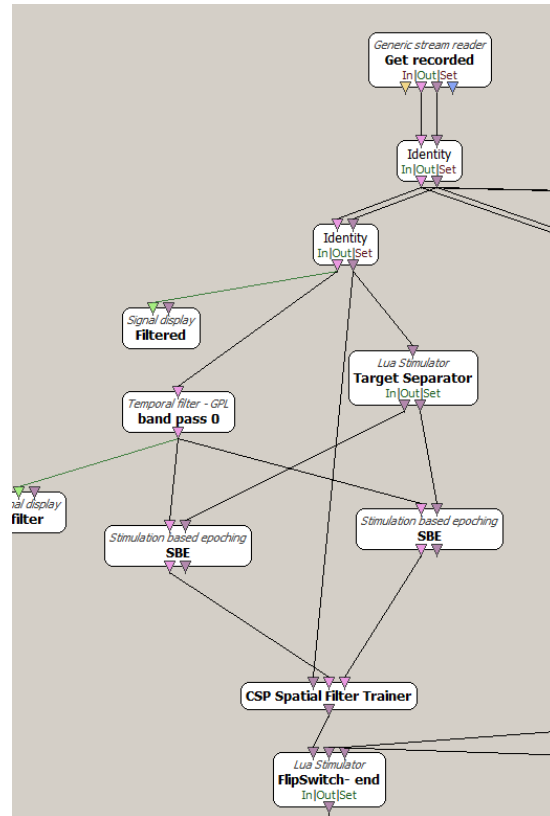 Generic stream reader
Get recorded
In|Out|Set
Identity
In|Out|Set
Identity
In|Out|Set
Signal display
Filtered
Lua Stimulator
Target Separator
In|Out|Set
Temporal filter - GPL
band pass 0
nal display
filter
Stimulation based epoching
SBE
Stimulation based epoching
SBE
CSP Spatial Filter Trainer
Lua Stimulator
FlipSwitch- end
In|Out|Set